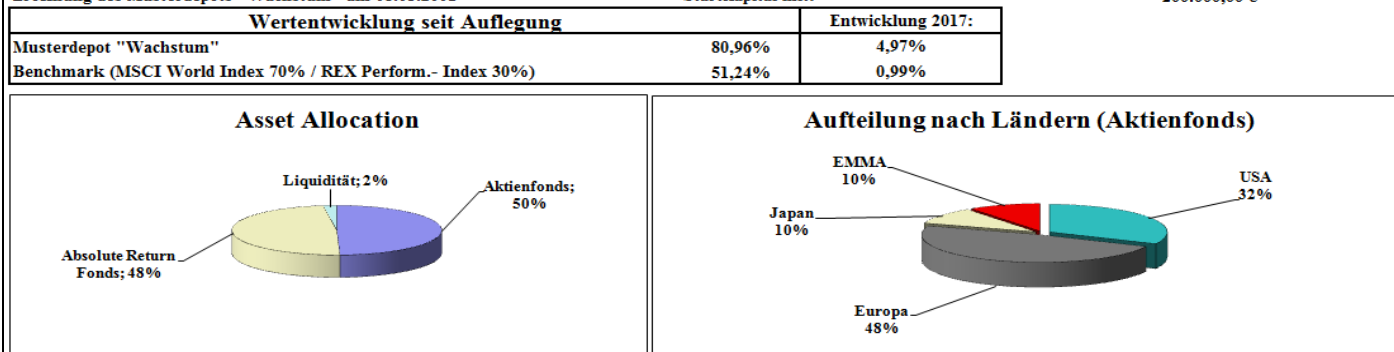 Wertentwicklung seit Auflegung Entwicklung 2017:
Musterdepot "Wachstum" 80,96% 4,97%
Benchmark (MSCI World Index 70% / REX Perform.- Index 30%) 51,24% 0,99%
Asset Allocation
Liquidität; 2%
Aktienfonds;
50%
Absolute Return
Fonds; 48%
Aufteilung nach Ländern (Aktienfonds)
EMMA
10%
USA
32%
Japan
10%
Europa
48%